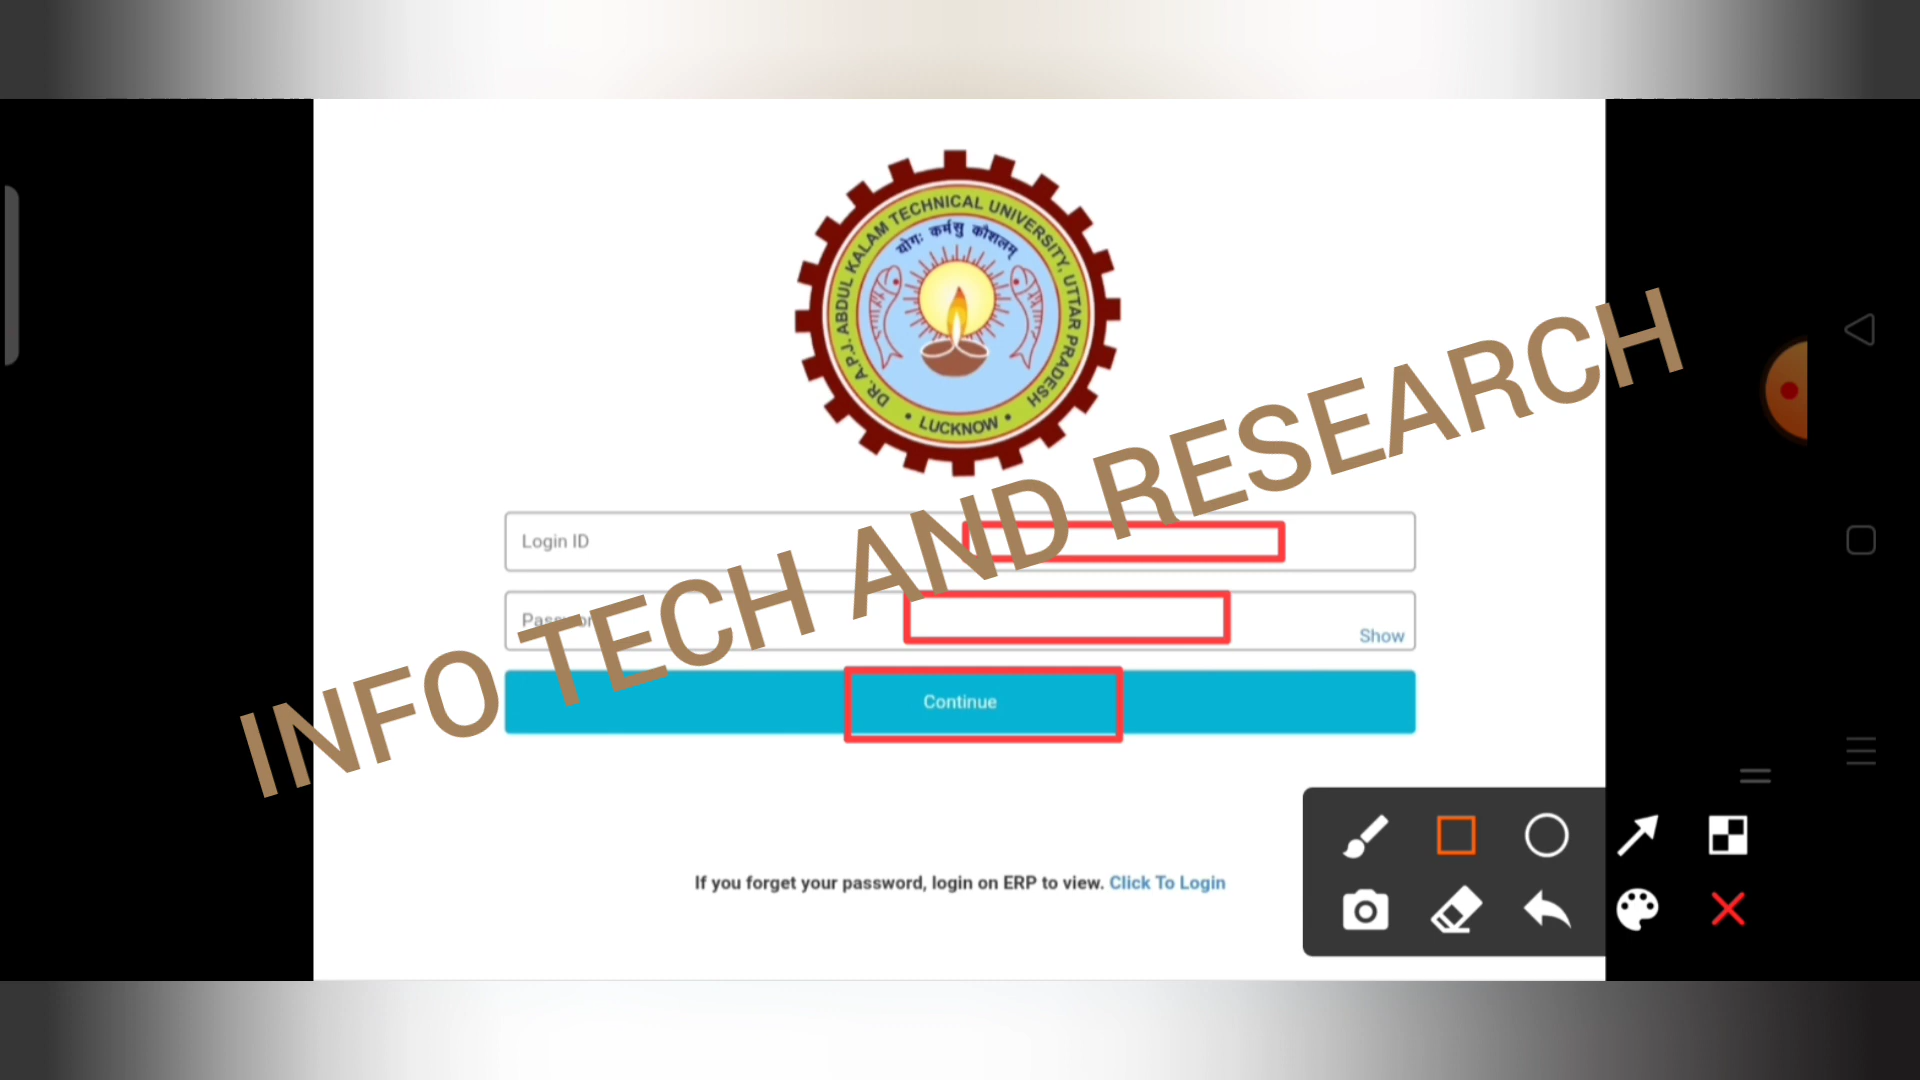 DR. A.P.J. ABDUL KALAM TECHNICAL UNIVERSITY, UTTAR PRADESH
योगः कर्मसु कौशलम्
• LUCKNOW •
Login ID
Show
Continue
INFO TECH AND RESEARCH
If you forget your password, login on ERP to view. Click To Login